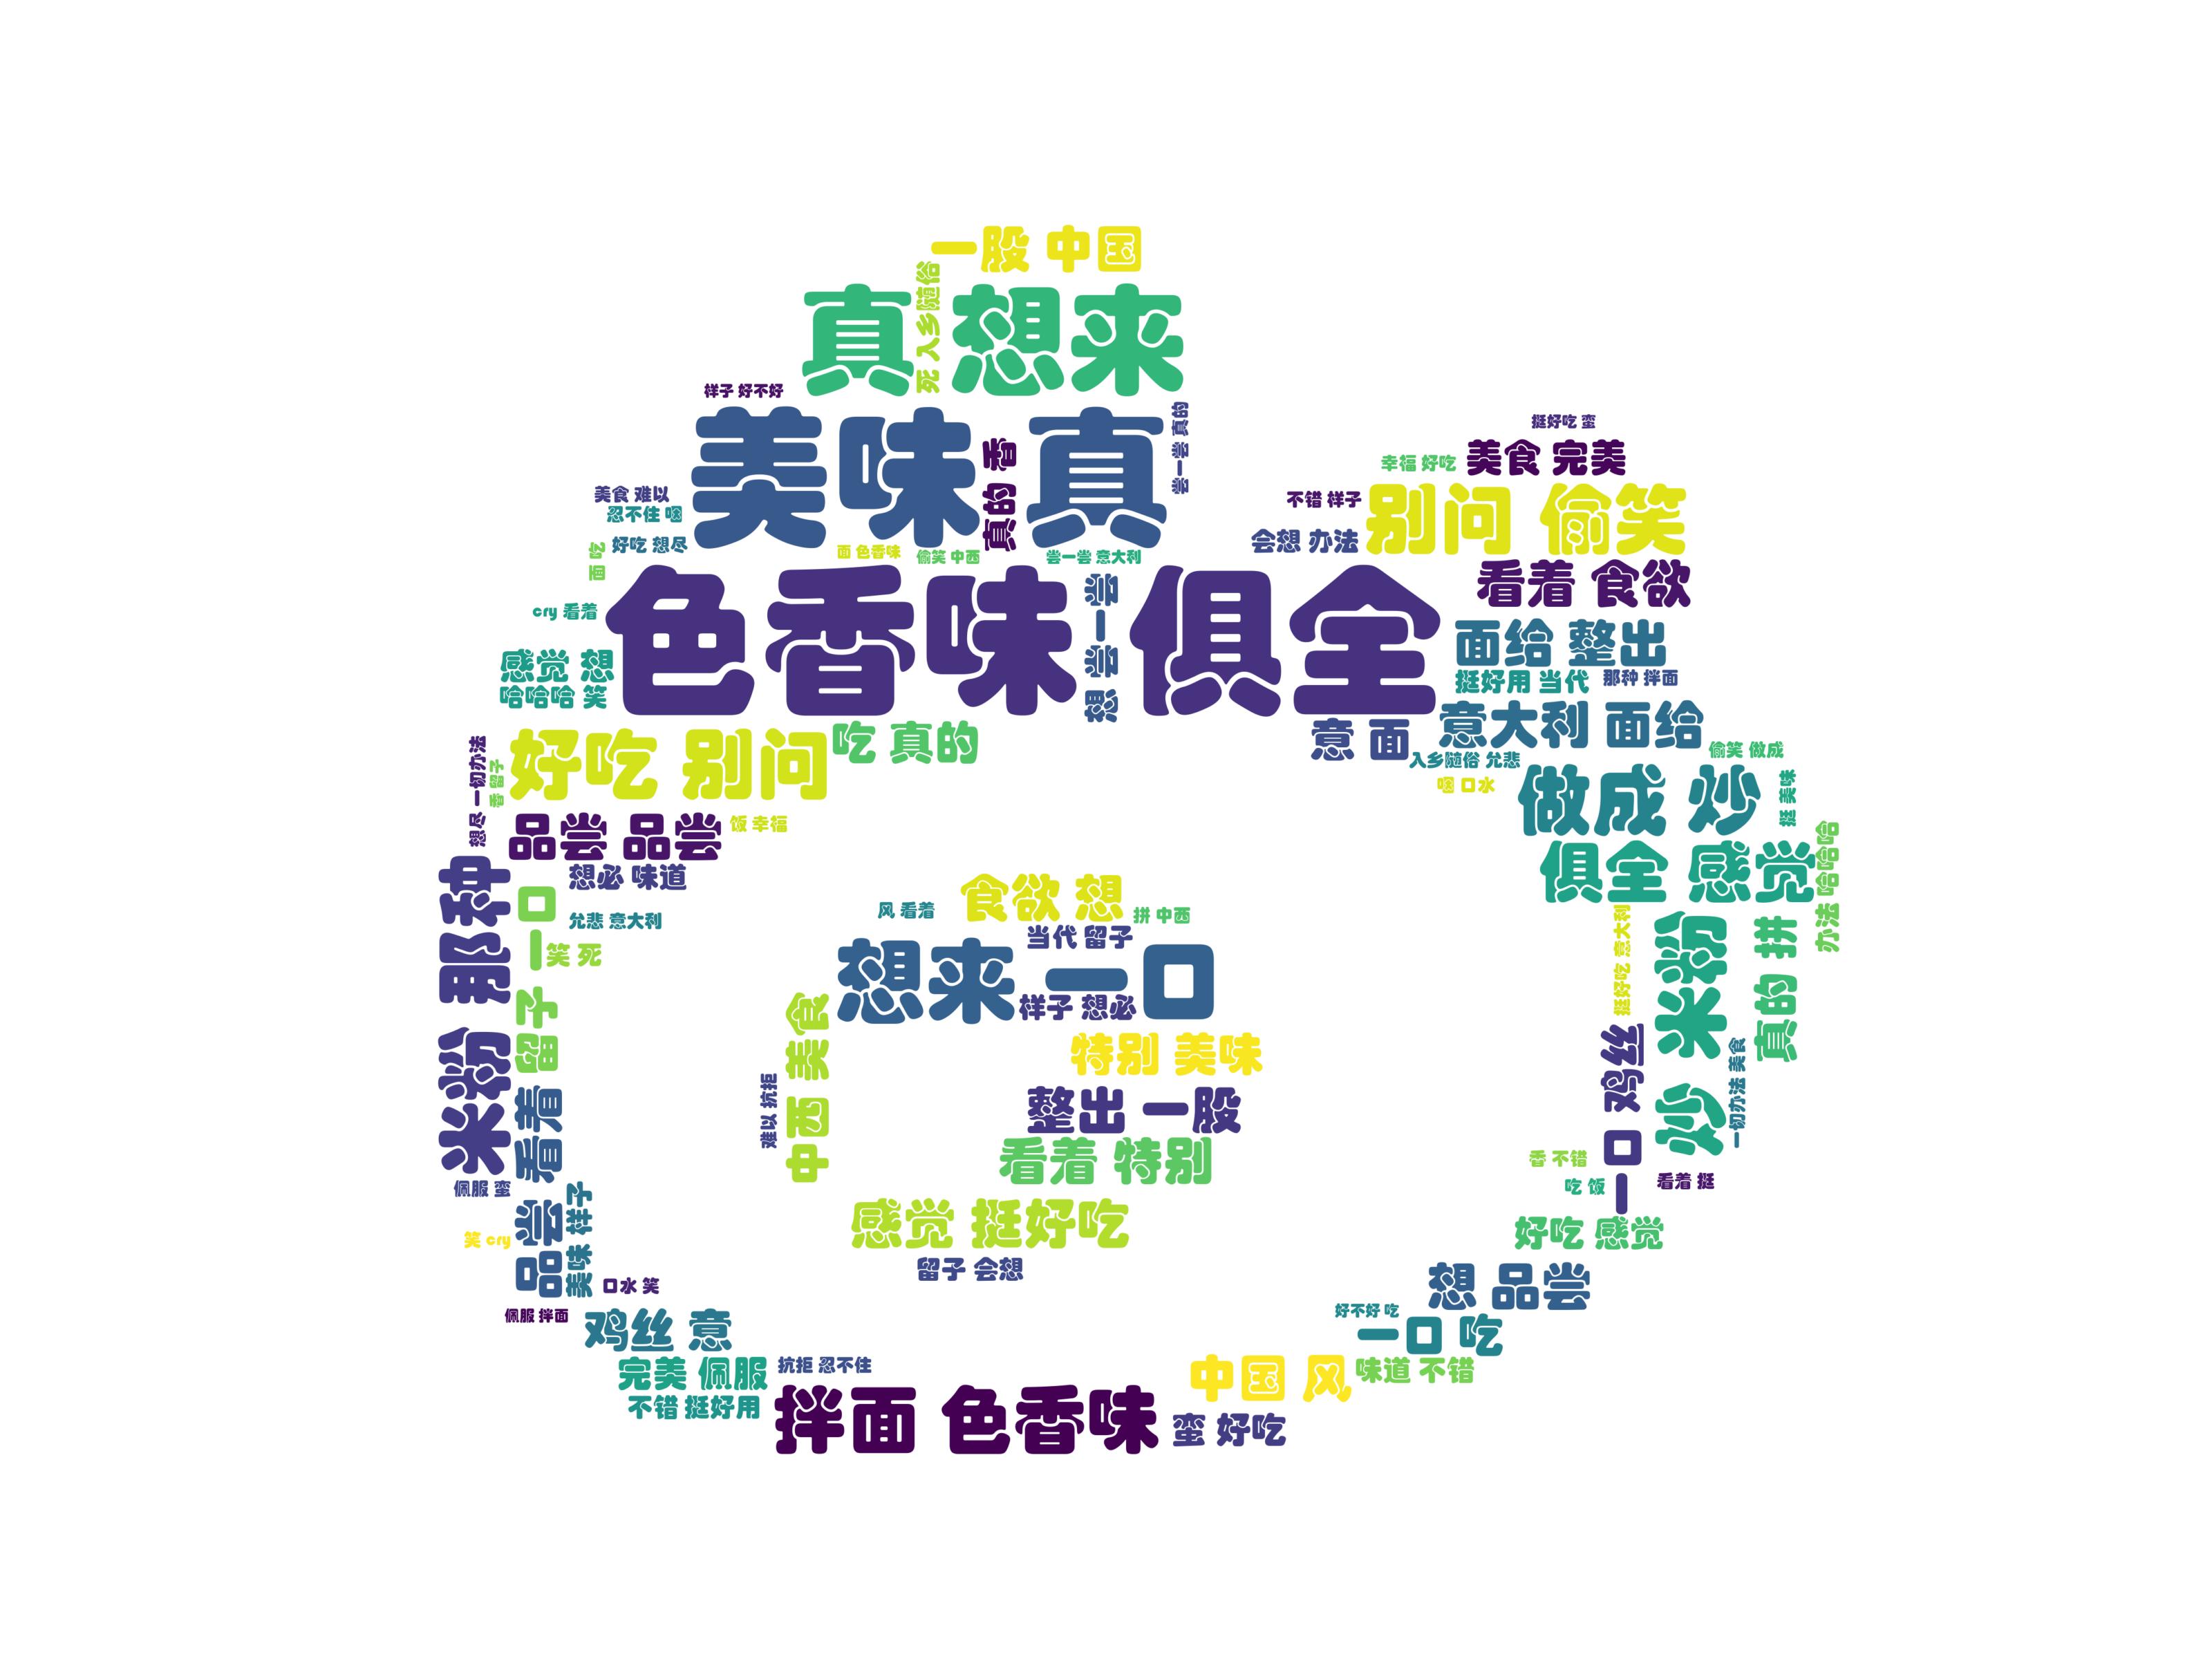 一股 中国
真 想来
死 入乡随俗
样子 好不好
美味 真
真的 香
尝一尝 真的
挺好吃 蛮
美食 完美
幸福 好吃
美食 难以
忍不住 咽
不错 样子
别问 偷笑
好吃 想尽
会想 办法
面 吃
面 色香味
偷笑 中西
尝一尝 意大利
看着 食欲
cry 看着
色香味 俱全
想 尝一尝
面给 整出
感觉 想
挺好用 当代
那种 拌面
哈哈哈 笑
意大利 面给
意 面
好吃 别问
吃 真的
偷笑 做成
入乡随俗 允悲
想尽 一切办法
香 留子
咽 口水
做成 炒
挺 美味
品尝 品尝
饭 幸福
俱全 感觉
办法 哈哈哈
想必 味道
米粉 那种
留子 一口
食欲 想
风 看着
拼 中西
允悲 意大利
当代 留子
笑 死
挺好吃 意大利
炒 米粉
真的 拼
想来 一口
样子 想必
中西 美食
特别 美味
一口 鸡丝
一切办法 美食
难以 抗拒
整出 一股
看着
看着 特别
香 不错
佩服 蛮
吃 饭
看着 挺
品尝
美味 样子
感觉 挺好吃
好吃 感觉
笑 cry
留子 会想
口水 笑
想 品尝
佩服 拌面
鸡丝 意
好不好 吃
一口 吃
完美 佩服
抗拒 忍不住
中国 风
味道 不错
不错 挺好用
拌面 色香味
蛮 好吃